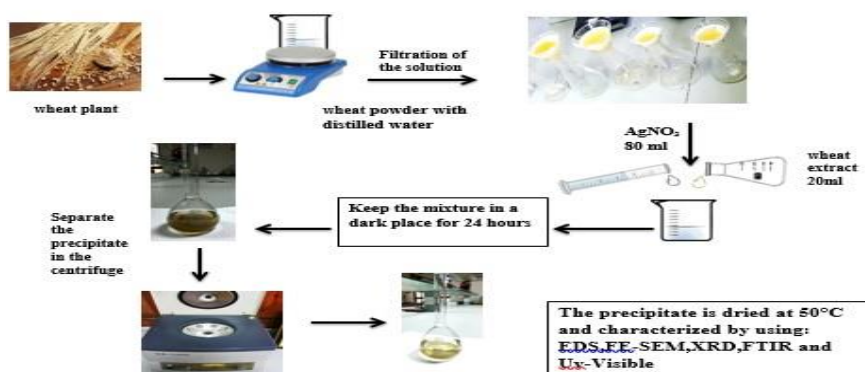 wheat plant
Filtration of
the solution
wheat powder with
distilled water
AgNO₃
80 ml
wheat
extract
20ml
Keep the mixture in a
dark place for 24 hours
Separate
the
precipitate
in the
centrifuge
The precipitate is dried at 50°C
and characterized by using:
EDS,FE-SEM,XRD,FTIR and
Uv-Visible